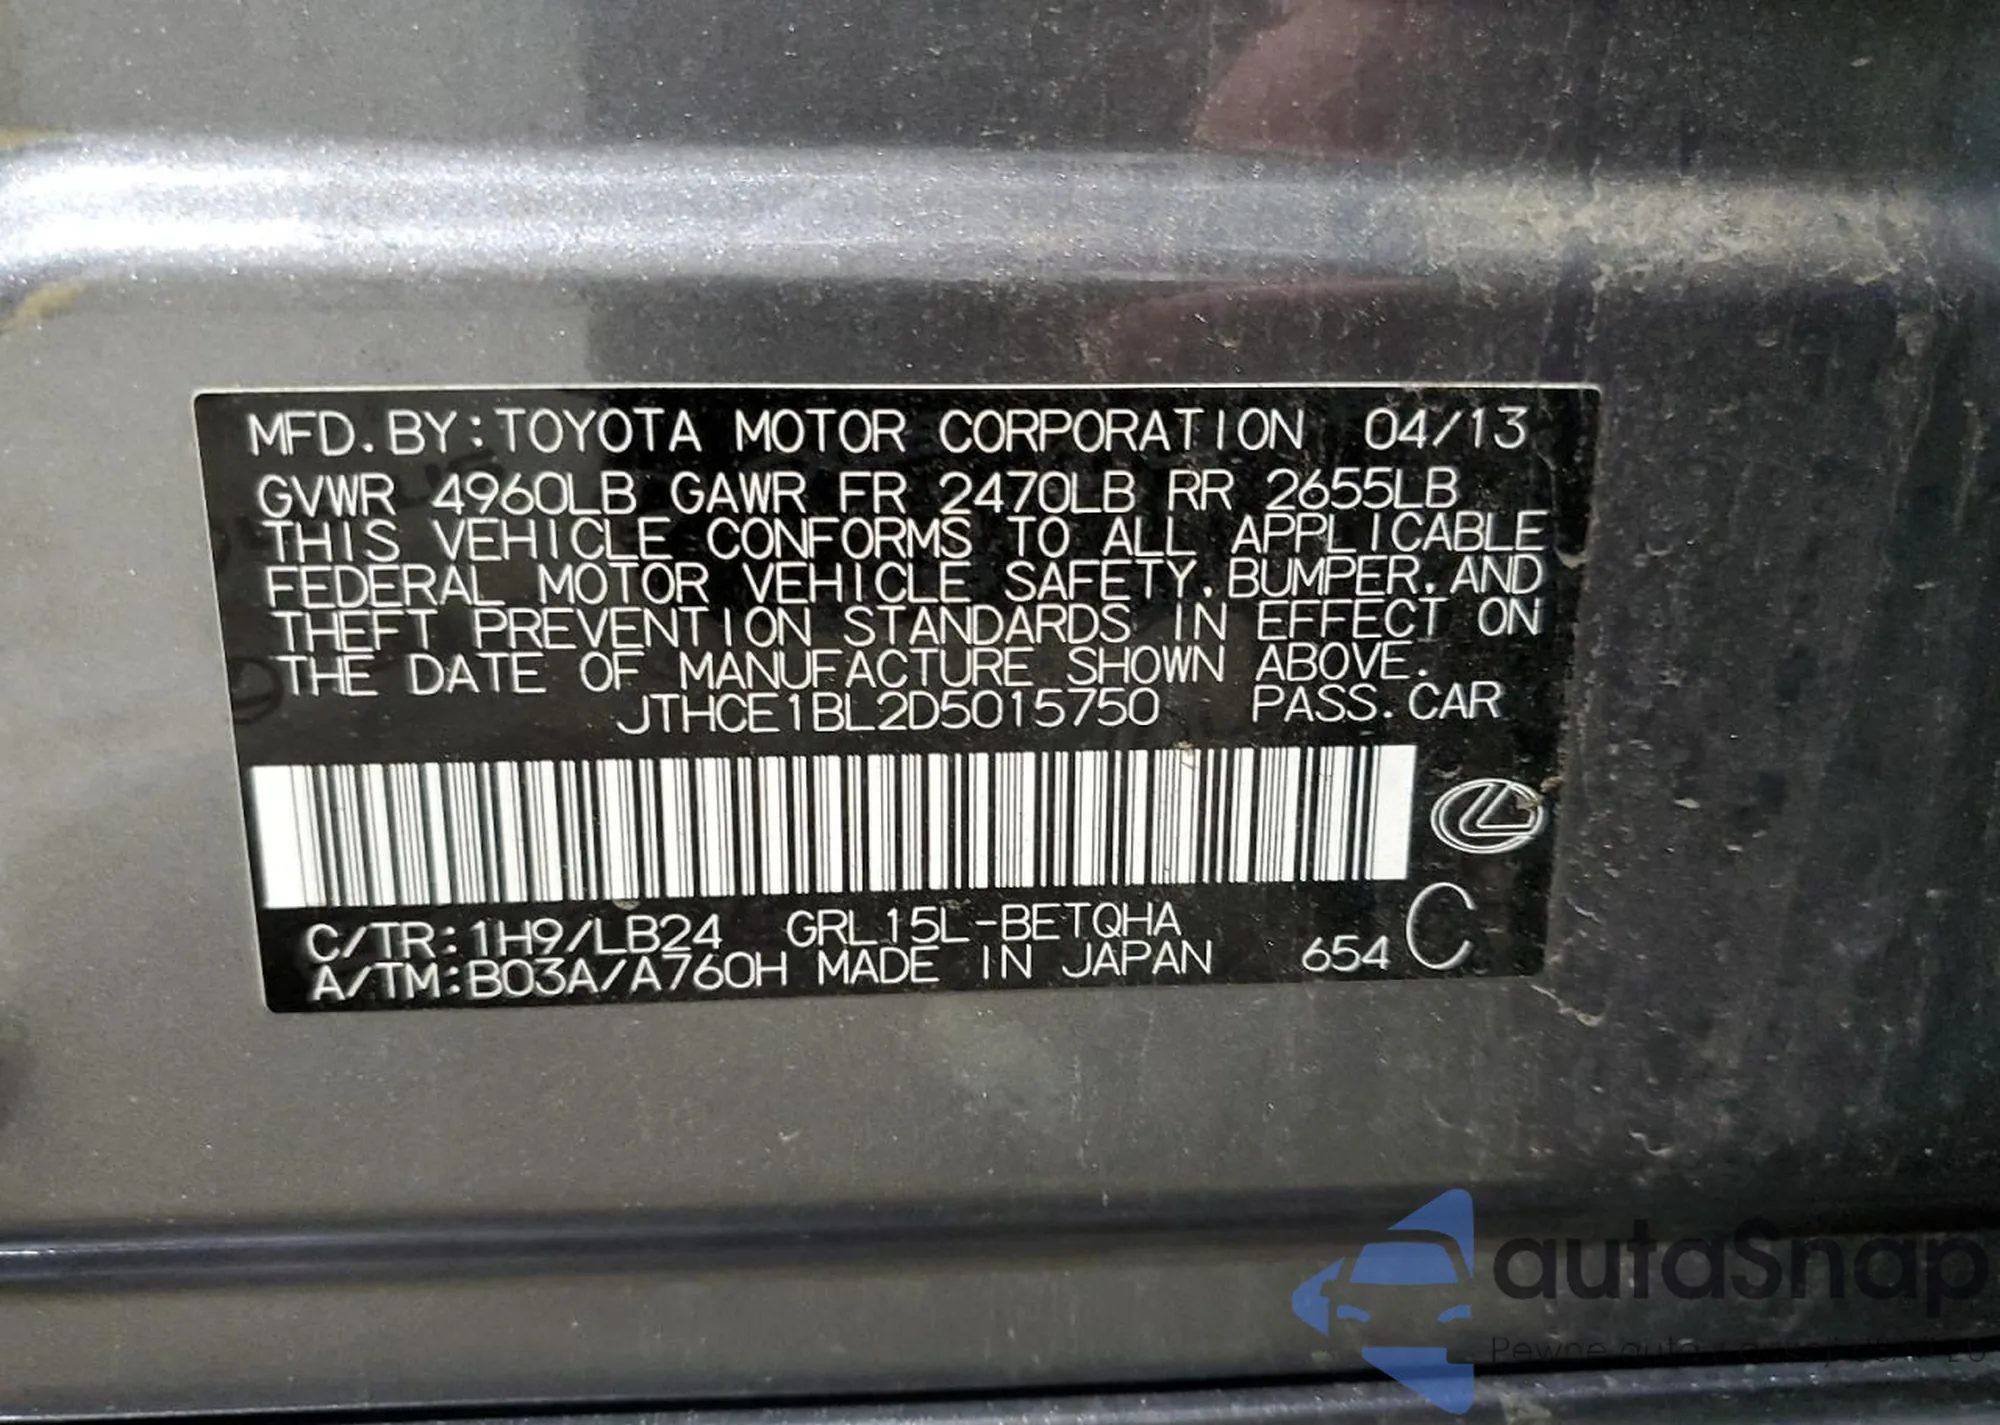 MFD. BY: TOYOTA MOTOR CORPORATION 04/13
GVWR 4960LB GAWR FR 2470LB RR 2655LB
THIS VEHICLE CONFORMS TO ALL APPLICABLE
FEDERAL MOTOR VEHICLE SAFETY, BUMPER, AND
THEFT PREVENTION STANDARDS IN EFFECT ON
THE DATE OF MANUFACTURE SHOWN ABOVE.
JTHCE1BL2D5015750 PASS. CAR
C/TR: 1H9/LB24 GRL15L-BETQHA
A/TM: B03A/A760H MADE IN JAPAN 654 C
autaSnap
Pewne auto